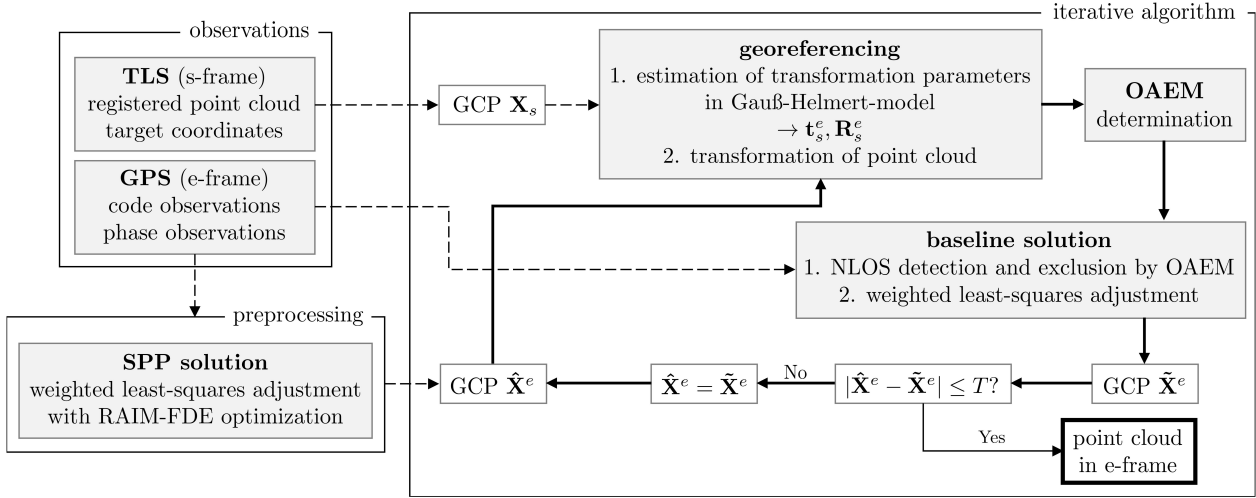 observations
TLS (s-frame)
registered point cloud
target coordinates
GPS (e-frame)
code observations
phase observations
preprocessing
SPP solution
weighted least-squares adjustment
with RAIM-FDE optimization
iterative algorithm
GCP 𝐗ₛ
georeferencing
1. estimation of transformation parameters
in Gauß-Helmert-model
→ 𝐭ₛᵉ, 𝐑ₛᵉ
2. transformation of point cloud
OAEM
determination
baseline solution
1. NLOS detection and exclusion by OAEM
2. weighted least-squares adjustment
GCP 𝐗̃ᵉ
|𝐗̂ᵉ − 𝐗̃ᵉ| ≤ T?
No
𝐗̂ᵉ = 𝐗̃ᵉ
GCP 𝐗̂ᵉ
Yes
point cloud
in e-frame